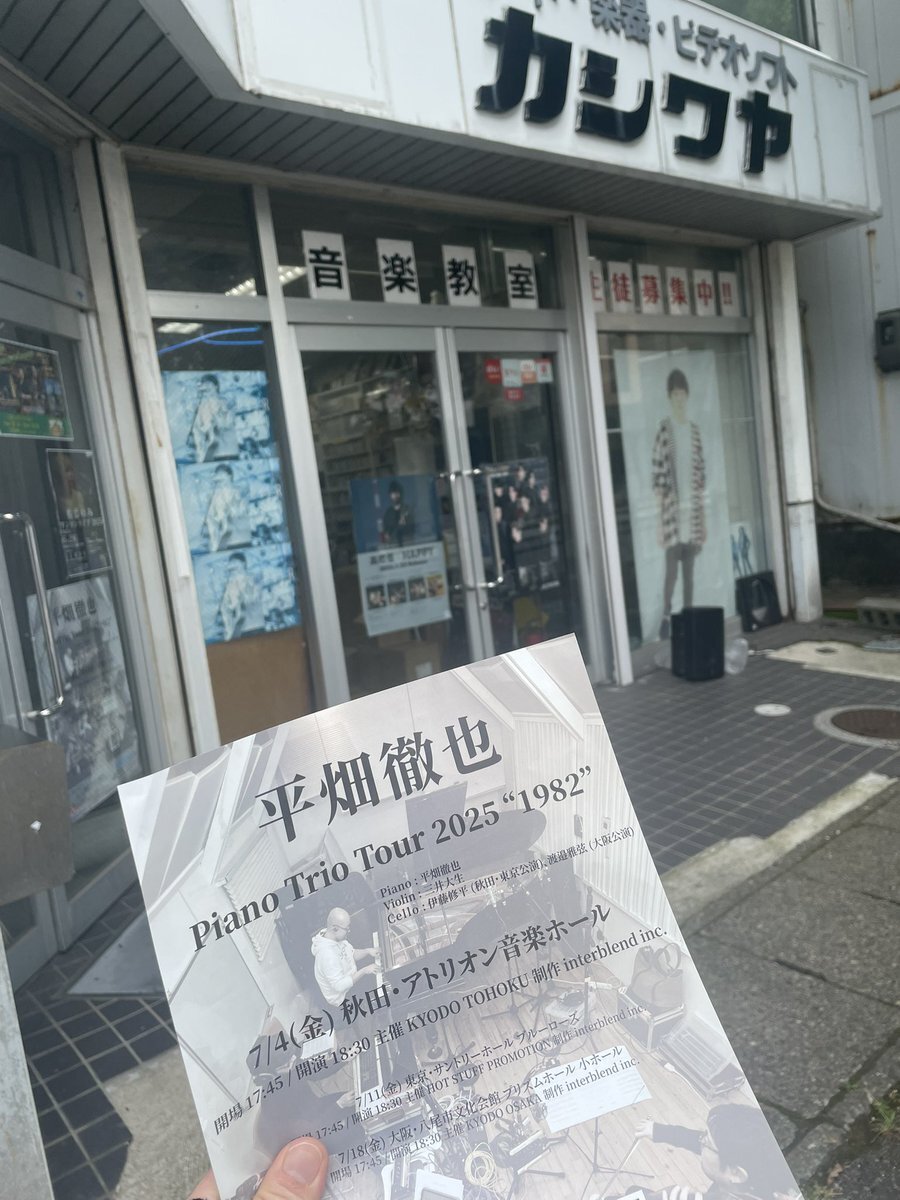 楽器・ビデオソフト
カシワヤ
音楽教室
生徒募集中!!
平畑徹也
HAPPY
平畑徹也
Piano Trio Tour 2025 “1982”
Piano : 平畑徹也
Violin : 三井大生
Cello : 伊藤修平 (秋田・東京公演)、渡邉雅弦 (大阪公演)
7/4(金) 秋田・アトリオン音楽ホール
開場 17:45 / 開演 18:30 主催 KYODO TOHOKU 制作 interblend inc.
7/11(金) 東京・サントリーホール ブルーローズ
開場 17:45 / 開演 18:30 主催 HOT STUFF PROMOTION 制作 interblend inc.
7/18(金) 大阪・八尾市文化会館 プリズムホール 小ホール
開場 17:45 / 開演 18:30 主催 KYODO OSAKA 制作 interblend inc.